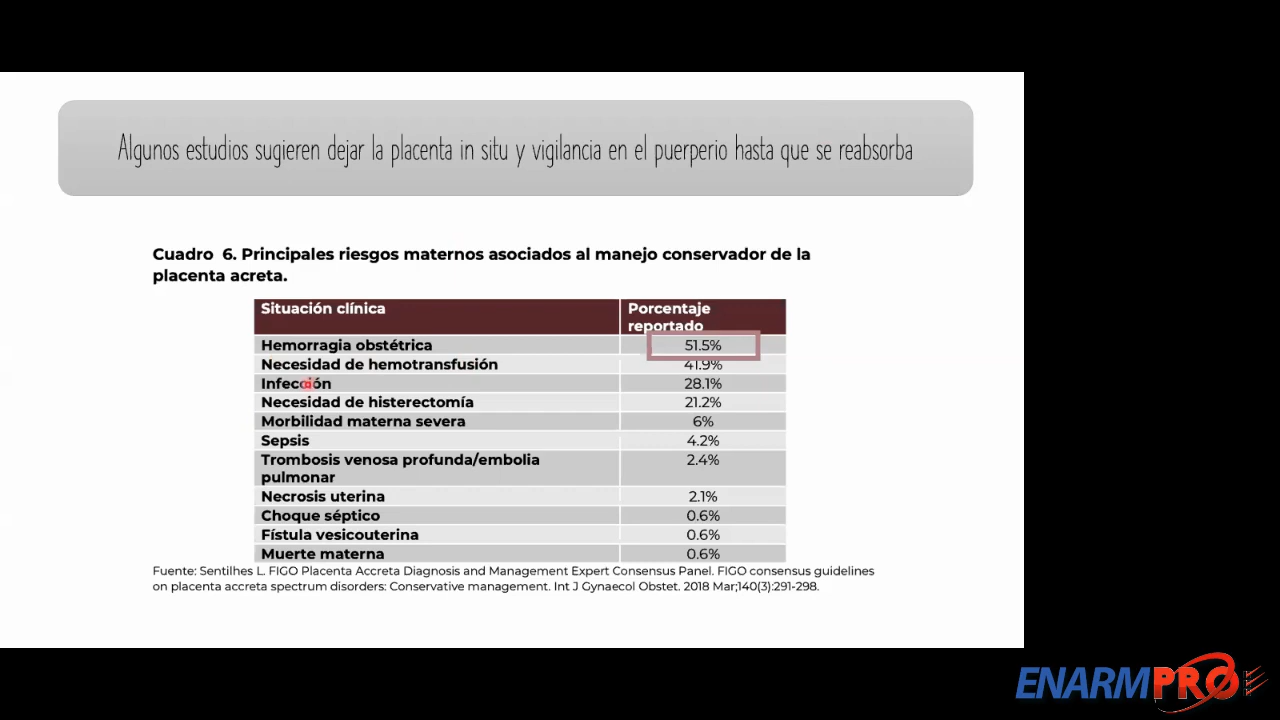 Algunos estudios sugieren dejar la placenta in situ y vigilancia en el puerperio hasta que se reabsorba
Cuadro 6. Principales riesgos maternos asociados al manejo conservador de la
placenta acreta.
Situación clínica Porcentaje
reportado
Hemorragia obstétrica 51.5%
Necesidad de hemotransfusión 41.9%
Infección 28.1%
Necesidad de histerectomía 21.2%
Morbilidad materna severa 6%
Sepsis 4.2%
Trombosis venosa profunda/embolia 2.4%
pulmonar
Necrosis uterina 2.1%
Choque séptico 0.6%
Fístula vesicouterina 0.6%
Muerte materna 0.6%
Fuente: Sentilhes L. FIGO Placenta Accreta Diagnosis and Management Expert Consensus Panel. FIGO consensus guidelines
on placenta accreta spectrum disorders: Conservative management. Int J Gynaecol Obstet. 2018 Mar;140(3):291-298.
ENARMPRO